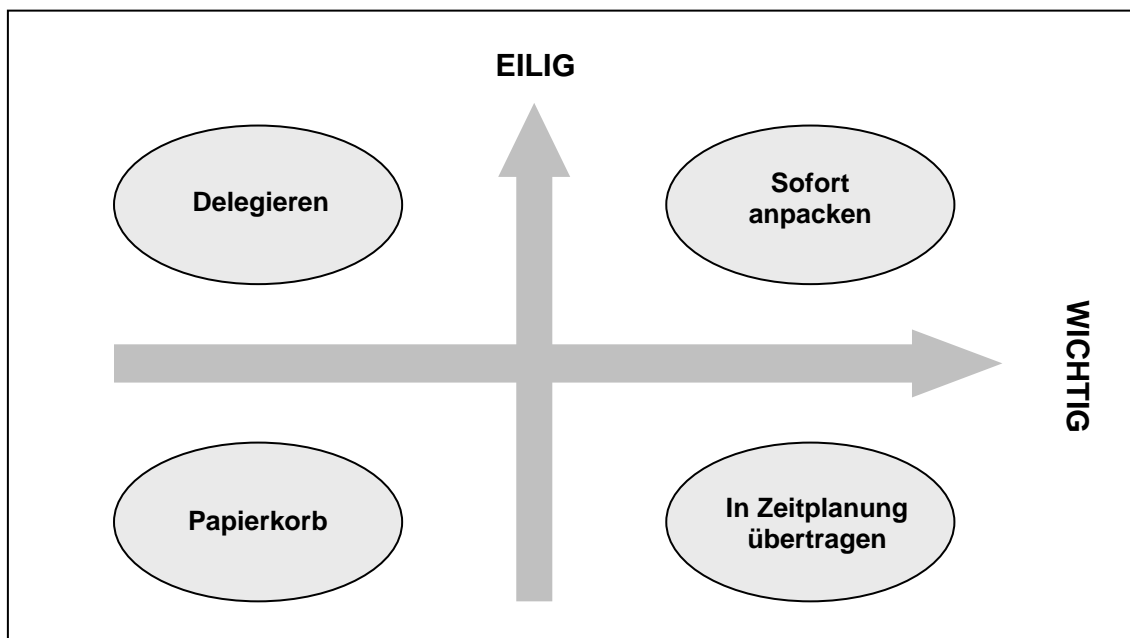 EILIG
Delegieren
Sofort
anpacken
WICHTIG
Papierkorb
In Zeitplanung
übertragen